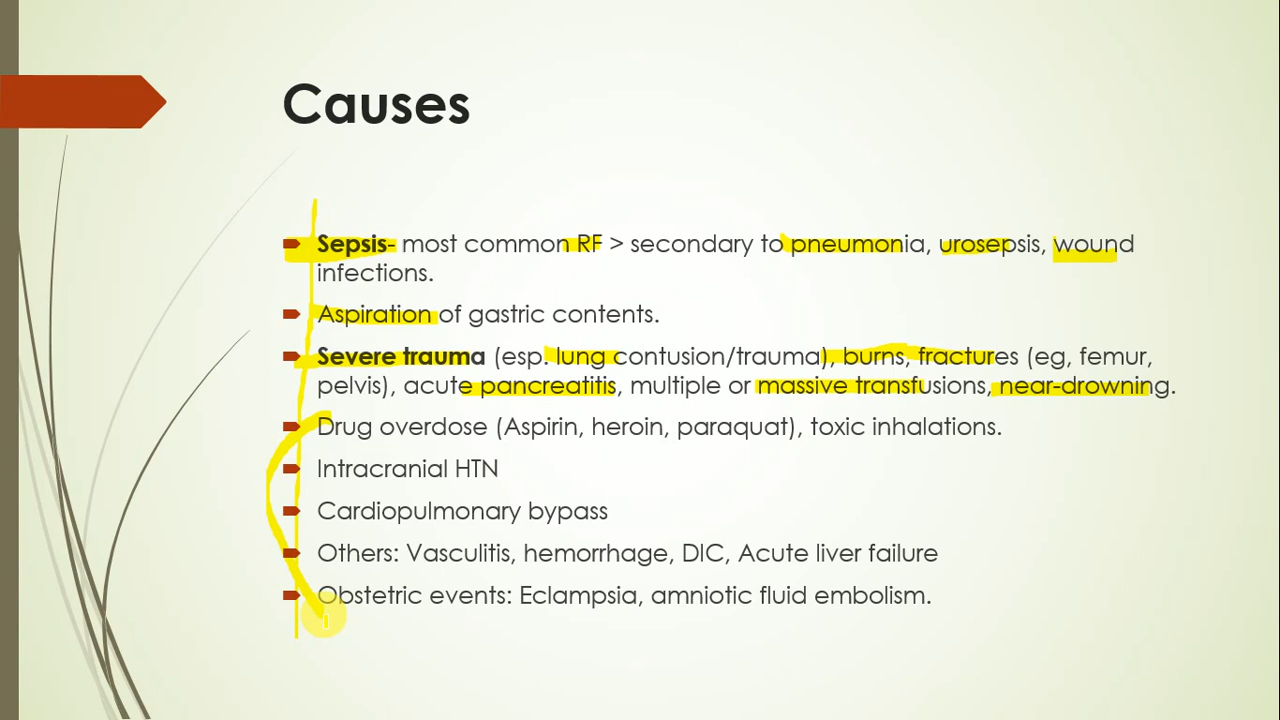 Causes
Sepsis- most common RF > secondary to pneumonia, urosepsis, wound
infections.
Aspiration of gastric contents.
Severe trauma (esp. lung contusion/trauma), burns, fractures (eg, femur,
pelvis), acute pancreatitis, multiple or massive transfusions, near-drowning.
Drug overdose (Aspirin, heroin, paraquat), toxic inhalations.
Intracranial HTN
Cardiopulmonary bypass
Others: Vasculitis, hemorrhage, DIC, Acute liver failure
Obstetric events: Eclampsia, amniotic fluid embolism.